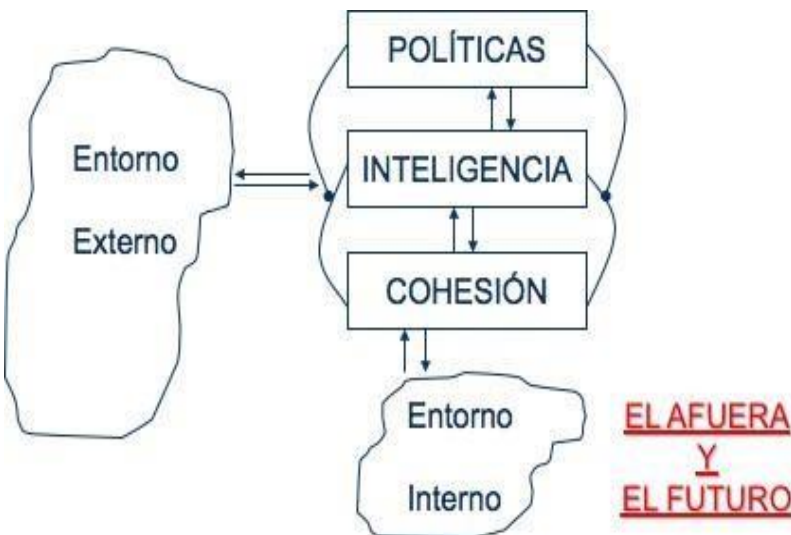 POLÍTICAS
INTELIGENCIA
Entorno
Externo
COHESIÓN
Entorno
Interno
EL AFUERA
Y
EL FUTURO